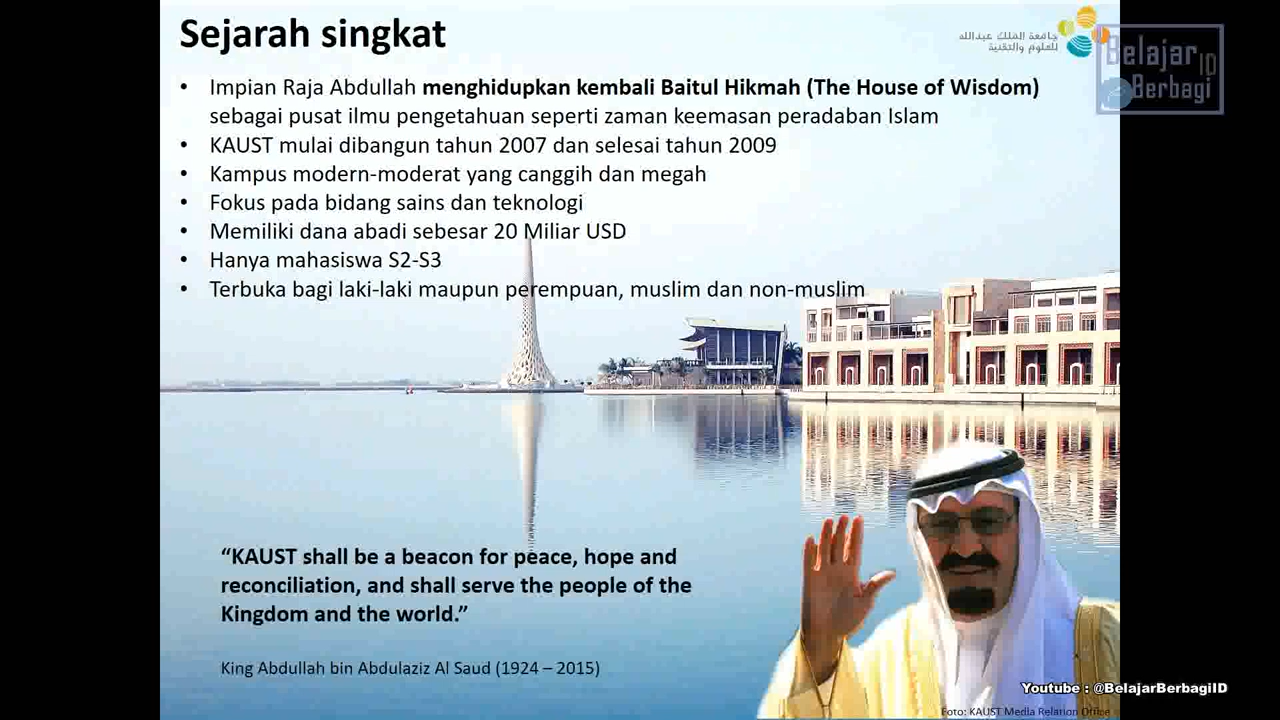 Sejarah singkat
جامعة الملك عبدالله
للعلوم والتقنية
Belajar ID
Berbagi
• Impian Raja Abdullah menghidupkan kembali Baitul Hikmah (The House of Wisdom)
sebagai pusat ilmu pengetahuan seperti zaman keemasan peradaban Islam
• KAUST mulai dibangun tahun 2007 dan selesai tahun 2009
• Kampus modern-moderat yang canggih dan megah
• Fokus pada bidang sains dan teknologi
• Memiliki dana abadi sebesar 20 Miliar USD
• Hanya mahasiswa S2-S3
• Terbuka bagi laki-laki maupun perempuan, muslim dan non-muslim
“KAUST shall be a beacon for peace, hope and
reconciliation, and shall serve the people of the
Kingdom and the world.”
King Abdullah bin Abdulaziz Al Saud (1924 – 2015)
Youtube : @BelajarBerbagiID
Foto: KAUST Media Relation Office